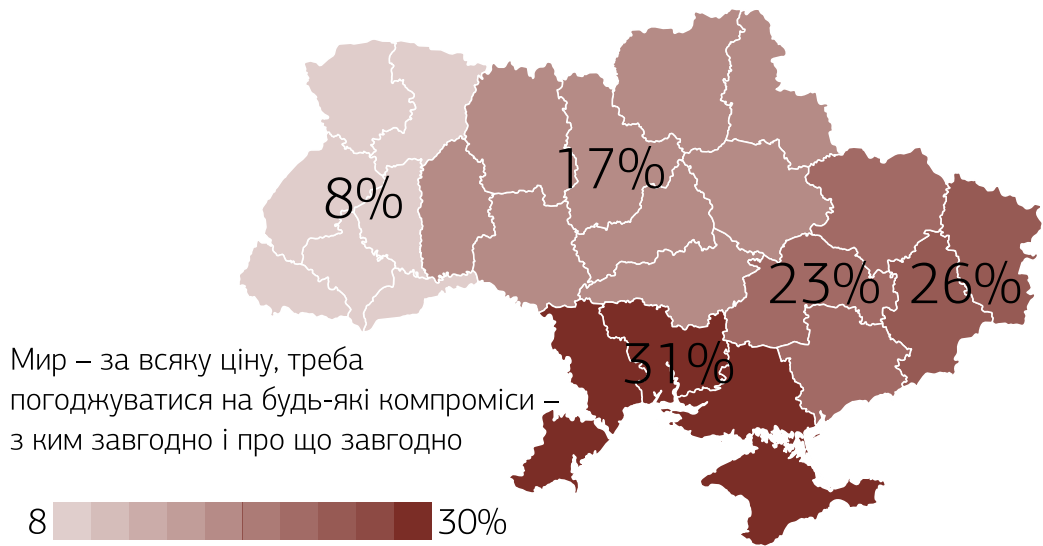 17%
8%
23%
26%
31%
Мир – за всяку ціну, треба
погоджуватися на будь-які компроміси –
з ким завгодно і про що завгодно
8
30%